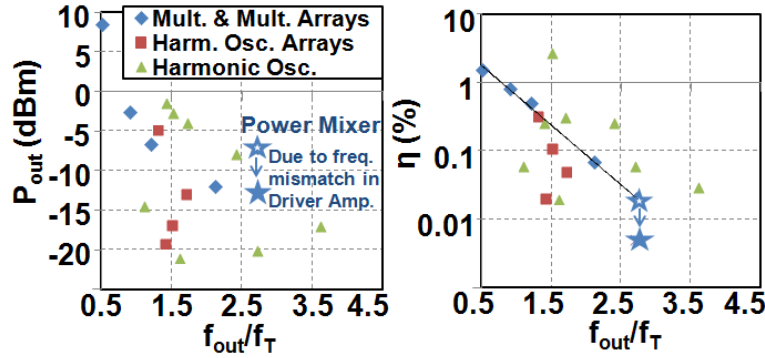 Mult. & Mult. Arrays
Harm. Osc. Arrays
Harmonic Osc.
10
5
0
-5
-10
-15
-20
Pout (dBm)
Power Mixer
Due to freq.
mismatch in
Driver Amp.
0.5 1.5 2.5 3.5 4.5
fout/fT
10
1
0.1
0.01
η (%)
0.5 1.5 2.5 3.5 4.5
fout/fT